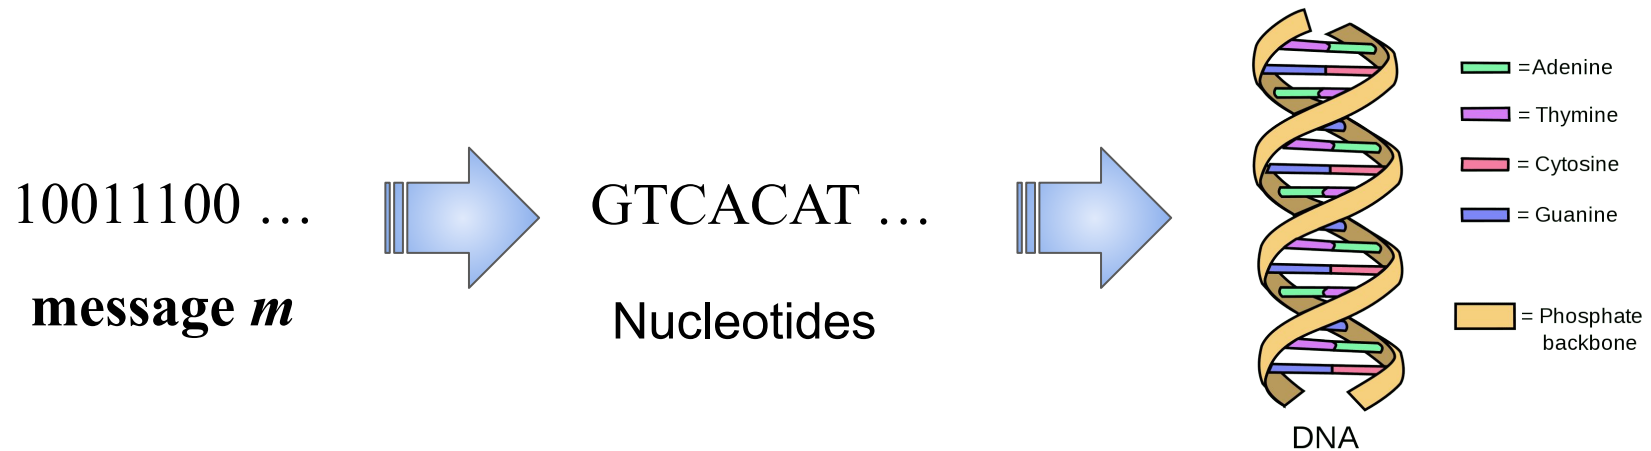 10011100 …
message m
GTCACAT …
Nucleotides
DNA
=Adenine
= Thymine
= Cytosine
= Guanine
= Phosphate
backbone